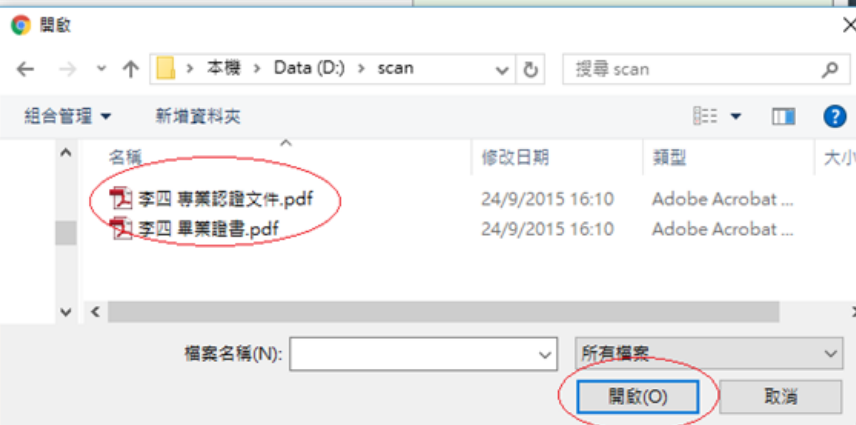 開啟
本機 › Data (D:) › scan
搜尋 scan
組合管理
新增資料夾
?
名稱 修改日期 類型 大小
李四 專業認證文件.pdf 24/9/2015 16:10 Adobe Acrobat ...
李四 畢業證書.pdf 24/9/2015 16:10 Adobe Acrobat ...
檔案名稱(N): 所有檔案
開啟(O) 取消